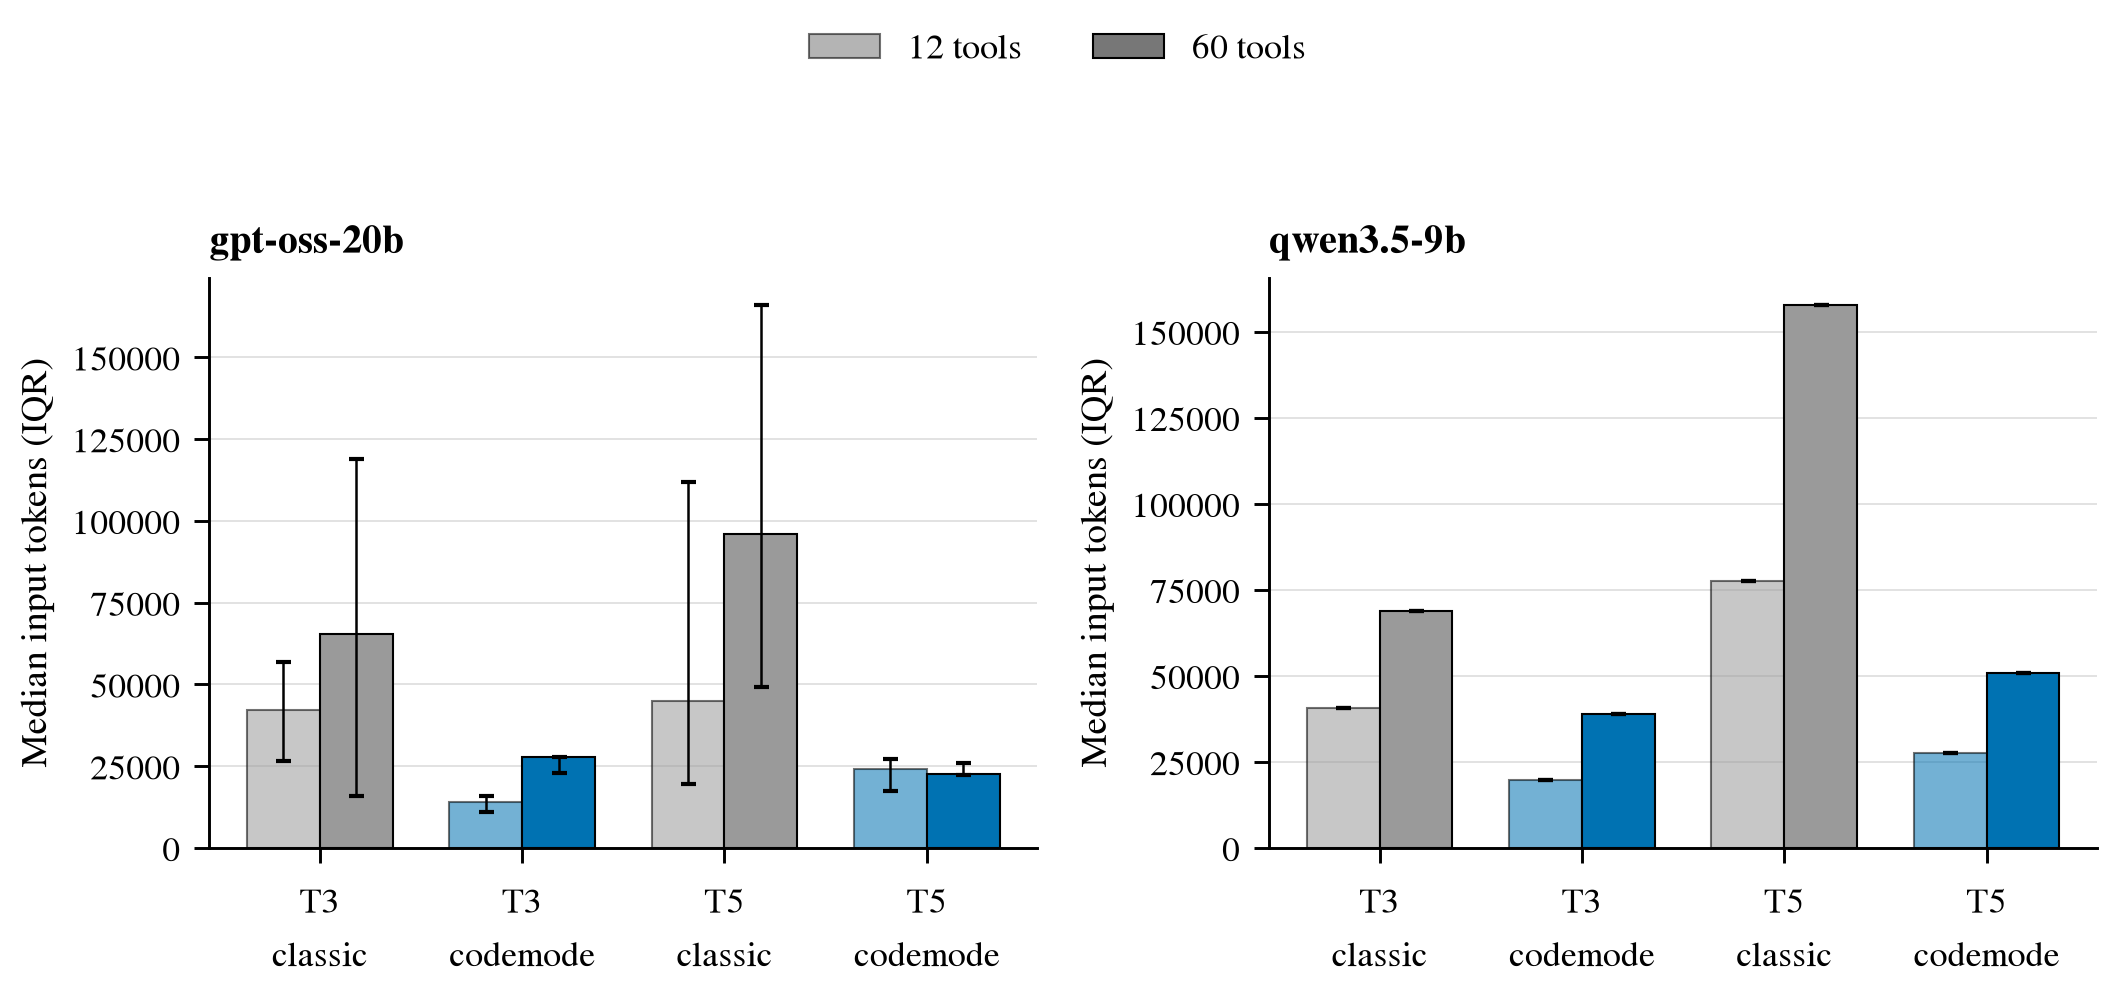 12 tools
60 tools
gpt-oss-20b
Median input tokens (IQR)
150000
125000
100000
75000
50000
25000
0
T3
classic
T3
codemode
T5
classic
T5
codemode
qwen3.5-9b
Median input tokens (IQR)
150000
125000
100000
75000
50000
25000
0
T3
classic
T3
codemode
T5
classic
T5
codemode